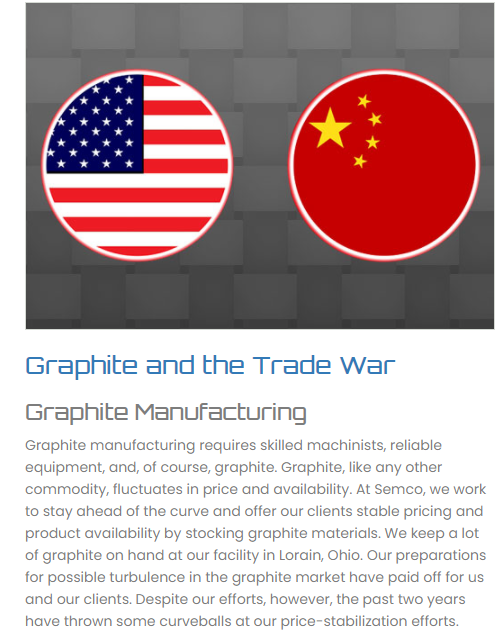 Graphite and the Trade War
Graphite Manufacturing
Graphite manufacturing requires skilled machinists, reliable
equipment, and, of course, graphite. Graphite, like any other
commodity, fluctuates in price and availability. At Semco, we work
to stay ahead of the curve and offer our clients stable pricing and
product availability by stocking graphite materials. We keep a lot
of graphite on hand at our facility in Lorain, Ohio. Our preparations
for possible turbulence in the graphite market have paid off for us
and our clients. Despite our efforts, however, the past two years
have thrown some curveballs at our price-stabilization efforts.